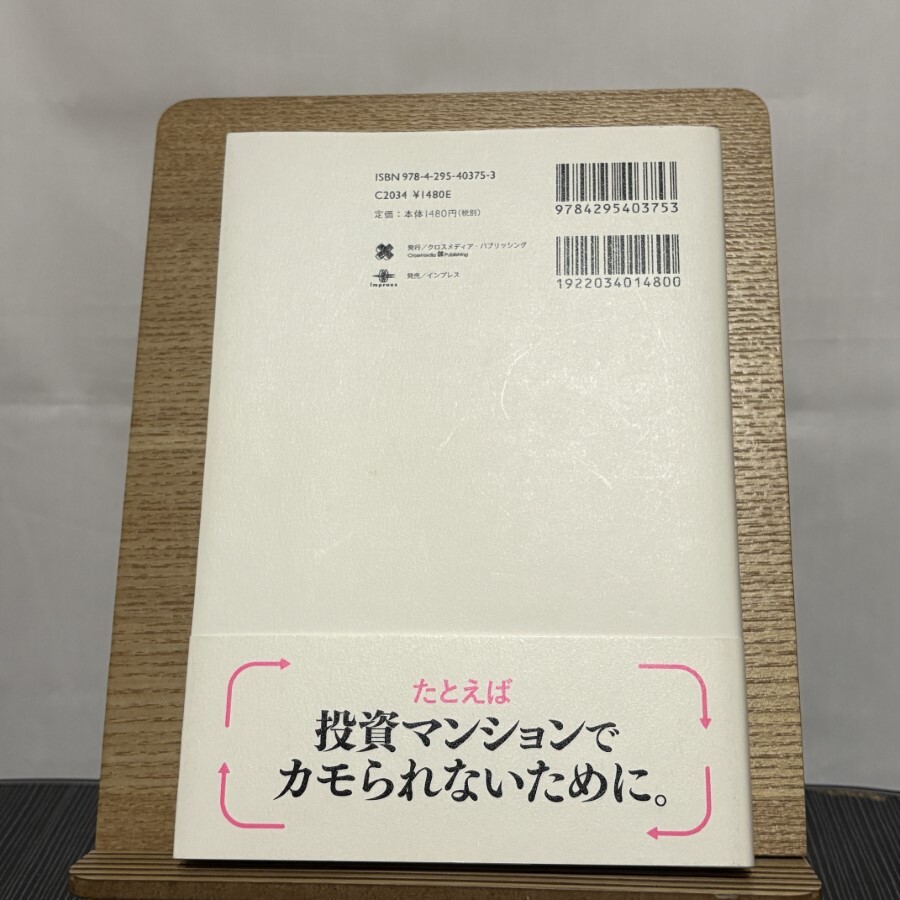 ISBN 978-4-295-40375-3
C2034 ¥1480E
定価：本体1480円（税別）
発行／クロスメディア・パブリッシング
Crossmedia Publishing
impress
発売／インプレス
9784295403753
1922034014800
たとえば
投資マンションで
カモられないために。